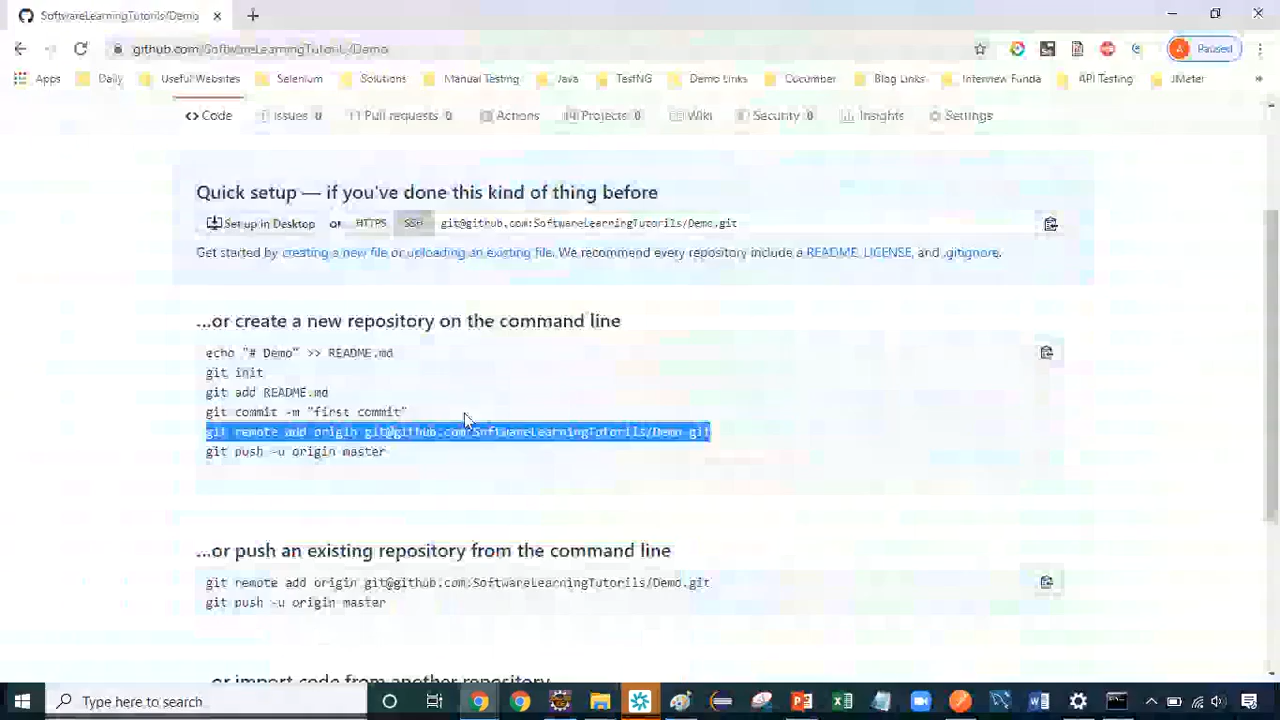 SoftwareLearningTutorils/Demo
github.com/SoftwareLearningTutorils/Demo
Paused
Apps Daily Useful Websites Selenium Solutions Manual Testing Java TestNG Demo Links Cucumber Blog Links Interview Funda API Testing JMeter
<> Code Issues 0 Pull requests 0 Actions Projects 0 Wiki Security 0 Insights Settings
Quick setup — if you've done this kind of thing before
Set up in Desktop or HTTPS SSH git@github.com:SoftwareLearningTutorils/Demo.git
Get started by creating a new file or uploading an existing file. We recommend every repository include a README, LICENSE, and .gitignore.
...or create a new repository on the command line
echo "# Demo" >> README.md
git init
git add README.md
git commit -m "first commit"
git remote add origin git@github.com:SoftwareLearningTutorils/Demo.git
git push -u origin master
...or push an existing repository from the command line
git remote add origin git@github.com:SoftwareLearningTutorils/Demo.git
git push -u origin master
...or import code from another repository
Type here to search